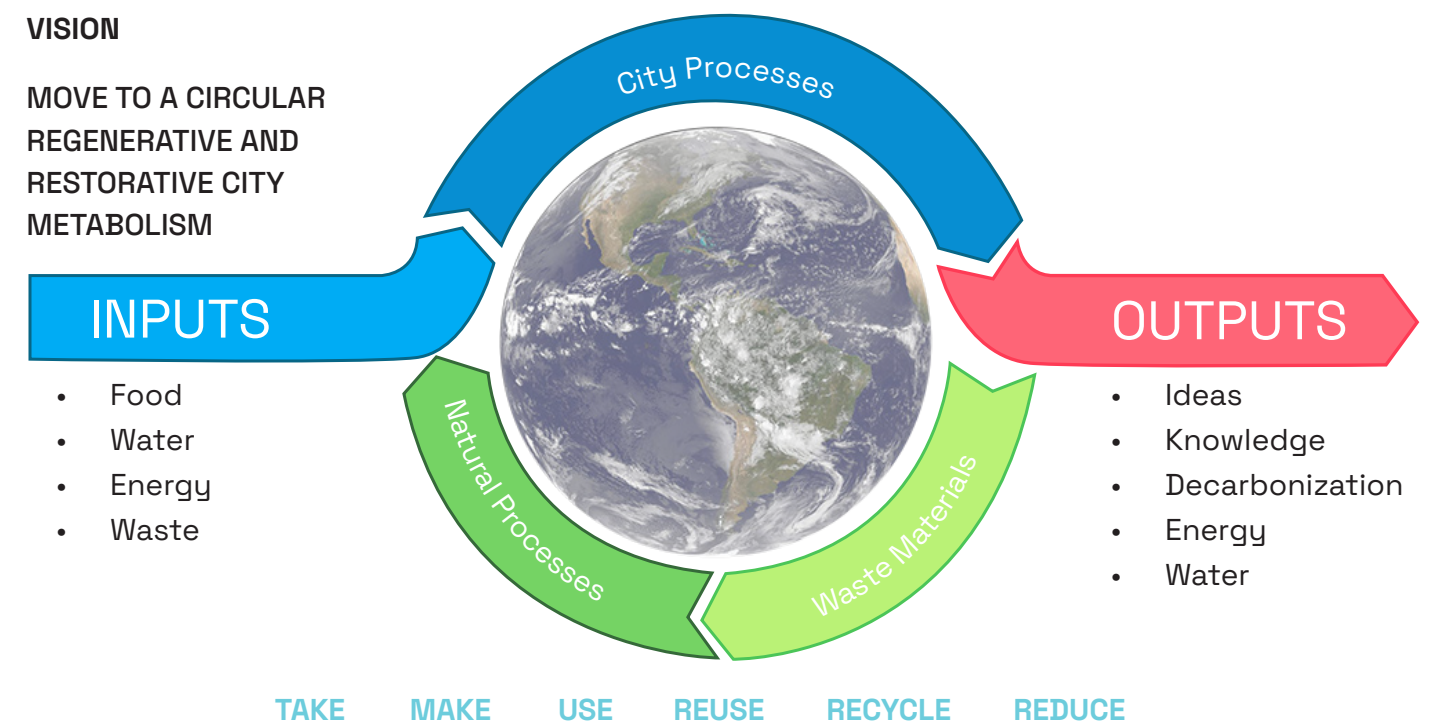 VISION
MOVE TO A CIRCULAR
REGENERATIVE AND
RESTORATIVE CITY
METABOLISM
City Processes
INPUTS
• Food
• Water
• Energy
• Waste
OUTPUTS
• Ideas
• Knowledge
• Decarbonization
• Energy
• Water
Natural Processes
Waste Materials
TAKE MAKE USE REUSE RECYCLE REDUCE